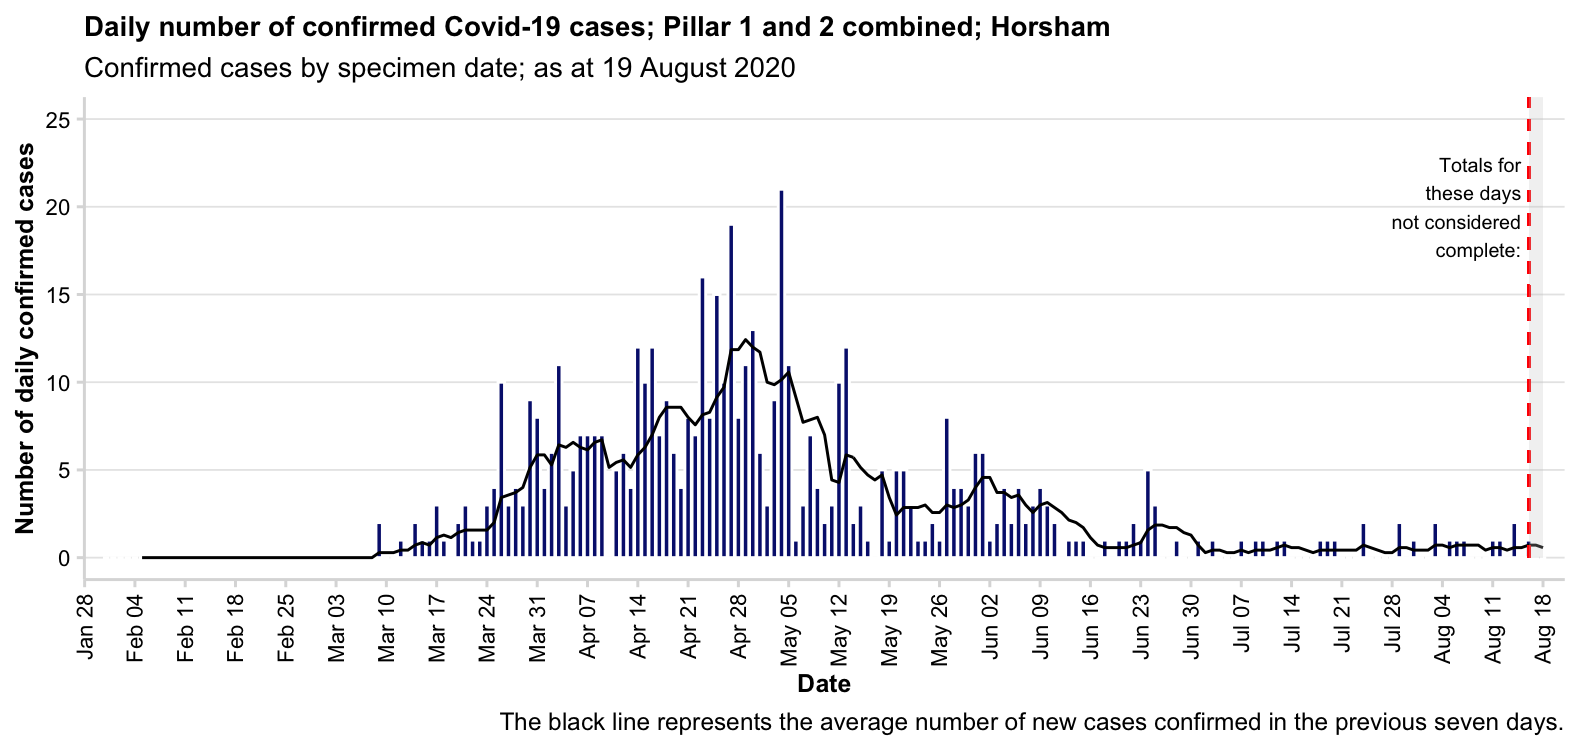 Daily number of confirmed Covid-19 cases; Pillar 1 and 2 combined; Horsham
Confirmed cases by specimen date; as at 19 August 2020
Number of daily confirmed cases
25
20
15
10
5
0
Totals for
these days
not considered
complete:
Jan 28
Feb 04
Feb 11
Feb 18
Feb 25
Mar 03
Mar 10
Mar 17
Mar 24
Mar 31
Apr 07
Apr 14
Apr 21
Apr 28
May 05
May 12
May 19
May 26
Jun 02
Jun 09
Jun 16
Jun 23
Jun 30
Jul 07
Jul 14
Jul 21
Jul 28
Aug 04
Aug 11
Aug 18
Date
The black line represents the average number of new cases confirmed in the previous seven days.